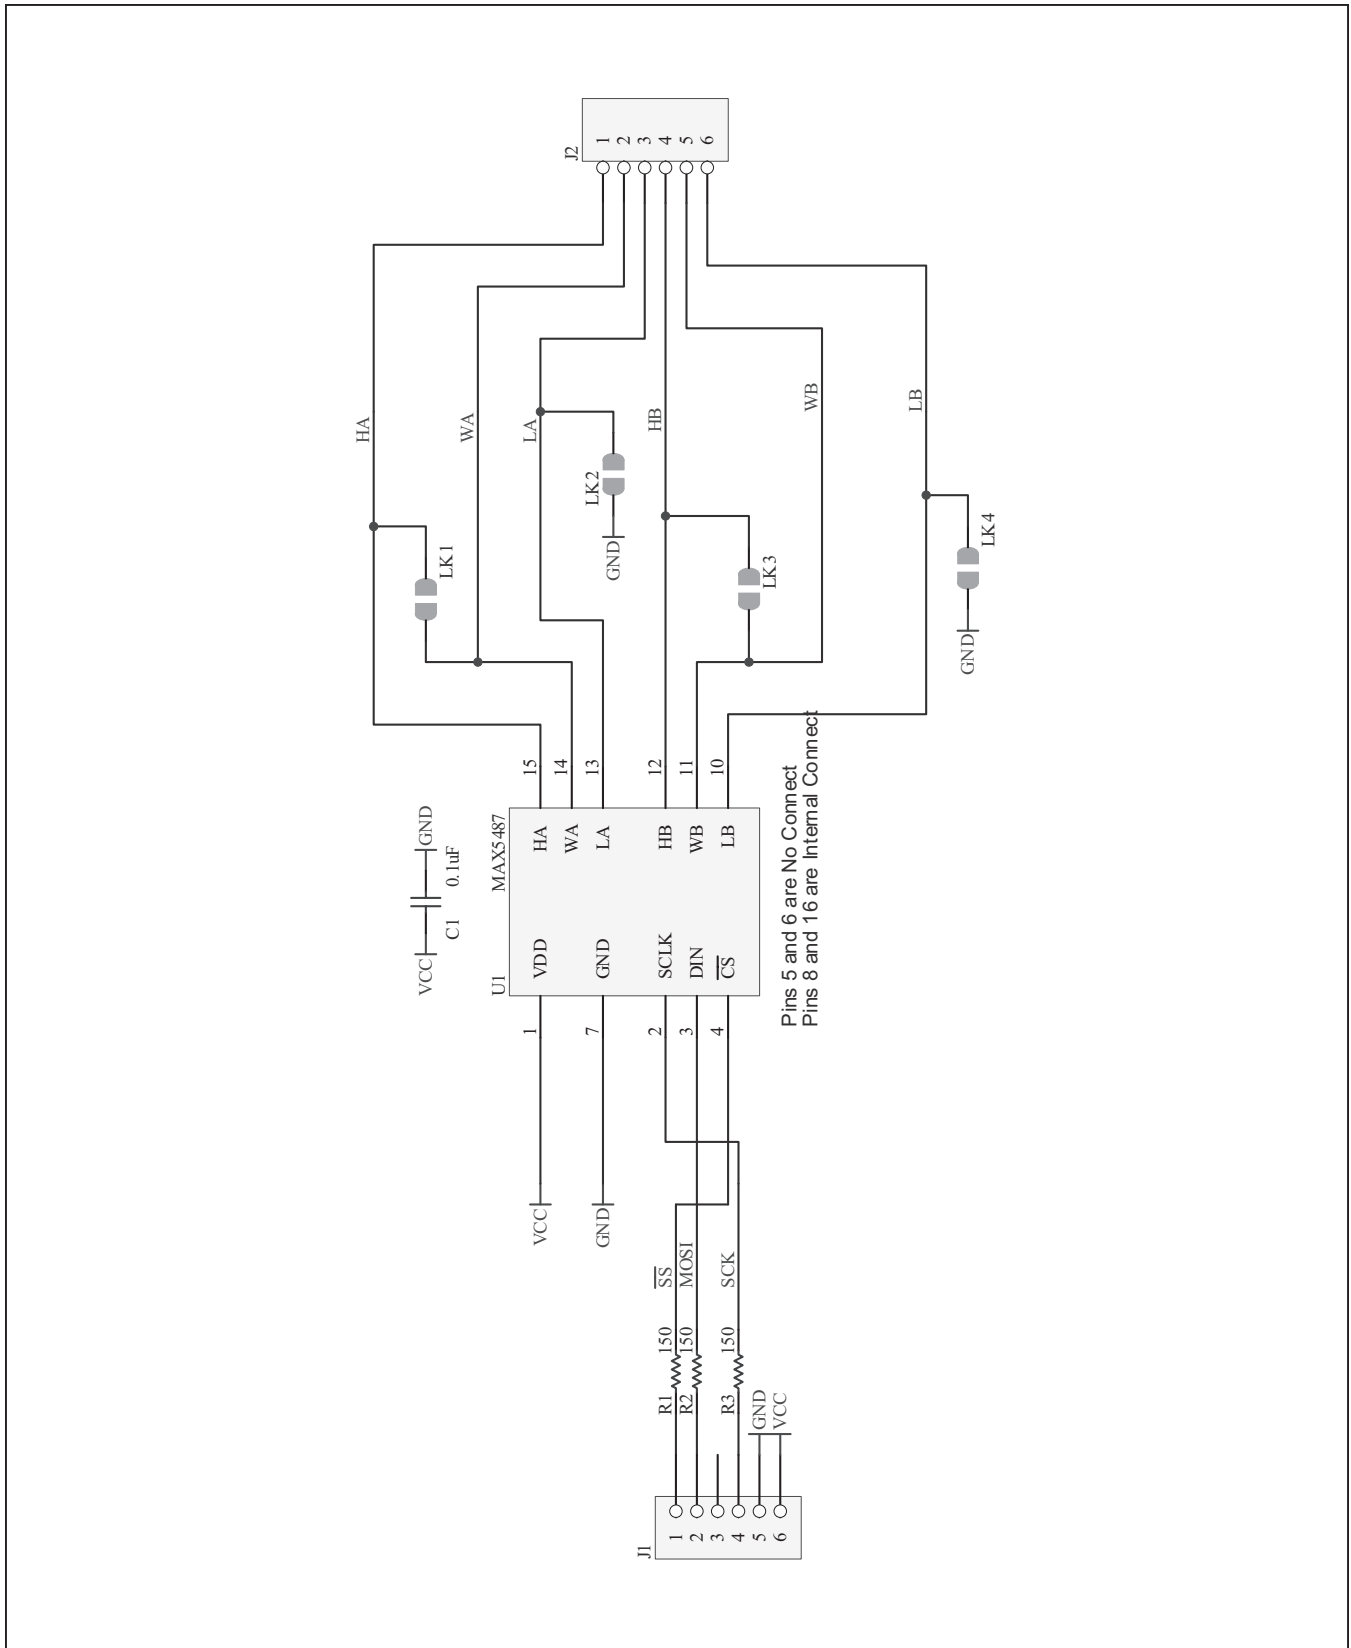 J2
1
2
3
4
5
6
HA
WA
LA
HB
WB
LB
LK1
LK2
GND
LK3
LK4
GND
15
14
13
12
11
10
U1
MAX5487
HA
WA
LA
HB
WB
LB
VDD
GND
SCLK
DIN
CS
VCC
GND
C1
0.1uF
Pins 5 and 6 are No Connect
Pins 8 and 16 are Internal Connect
1
7
2
3
4
VCC
GND
SS
MOSI
SCK
R1
150
R2
150
R3
150
GND
VCC
J1
1
2
3
4
5
6